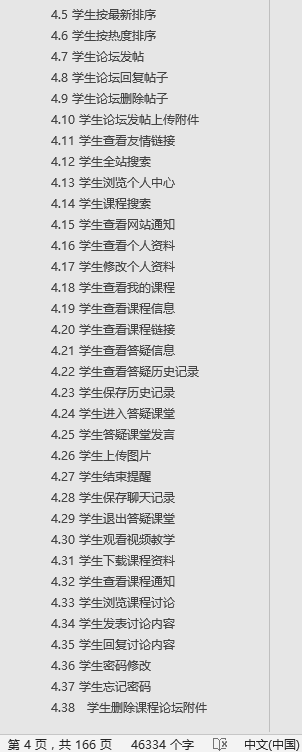 4.5 学生按最新排序
4.6 学生按热度排序
4.7 学生论坛发帖
4.8 学生论坛回复帖子
4.9 学生论坛删除帖子
4.10 学生论坛发帖上传附件
4.11 学生查看友情链接
4.12 学生全站搜索
4.13 学生浏览个人中心
4.14 学生课程搜索
4.15 学生查看网站通知
4.16 学生查看个人资料
4.17 学生修改个人资料
4.18 学生查看我的课程
4.19 学生查看课程信息
4.20 学生查看课程链接
4.21 学生查看答疑信息
4.22 学生查看答疑历史记录
4.23 学生保存历史记录
4.24 学生进入答疑课堂
4.25 学生答疑课堂发言
4.26 学生上传图片
4.27 学生结束提醒
4.28 学生保存聊天记录
4.29 学生退出答疑课堂
4.30 学生观看视频教学
4.31 学生下载课程资料
4.32 学生查看课程通知
4.33 学生浏览课程讨论
4.34 学生发表讨论内容
4.35 学生回复讨论内容
4.36 学生密码修改
4.37 学生忘记密码
4.38 学生删除课程论坛附件
第 4 页，共 166 页 46334 个字 中文(中国)